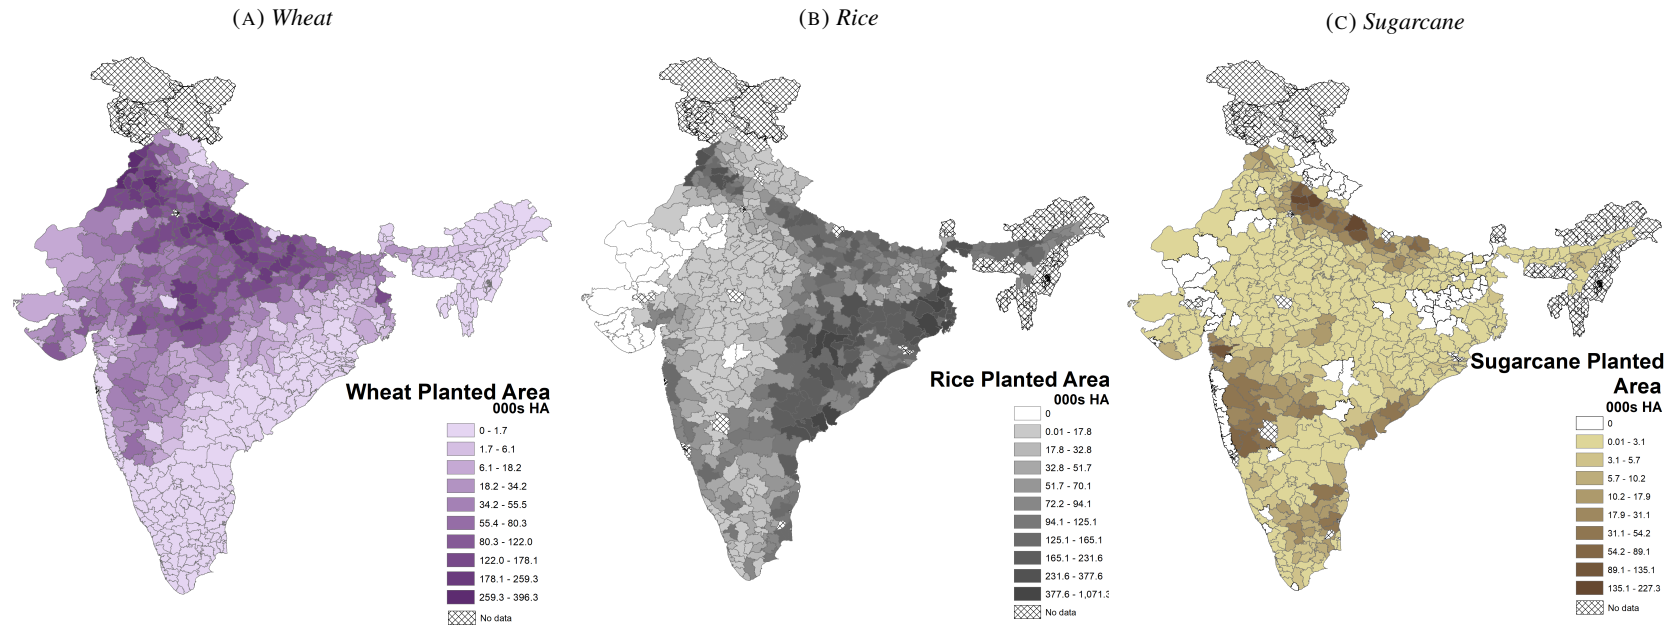 (A) Wheat
(B) Rice
(C) Sugarcane
Wheat Planted Area
000s HA
0 - 1.7
1.7 - 6.1
6.1 - 18.2
18.2 - 34.2
34.2 - 55.5
55.4 - 80.3
80.3 - 122.0
122.0 - 178.1
178.1 - 259.3
259.3 - 396.3
No data
Rice Planted Area
000s HA
0
0.01 - 17.8
17.8 - 32.8
32.8 - 51.7
51.7 - 70.1
72.2 - 94.1
94.1 - 125.1
125.1 - 165.1
165.1 - 231.6
231.6 - 377.6
377.6 - 1,071.3
No data
Sugarcane Planted
Area
000s HA
0
0.01 - 3.1
3.1 - 5.7
5.7 - 10.2
10.2 - 17.9
17.9 - 31.1
31.1 - 54.2
54.2 - 89.1
89.1 - 135.1
135.1 - 227.3
No data